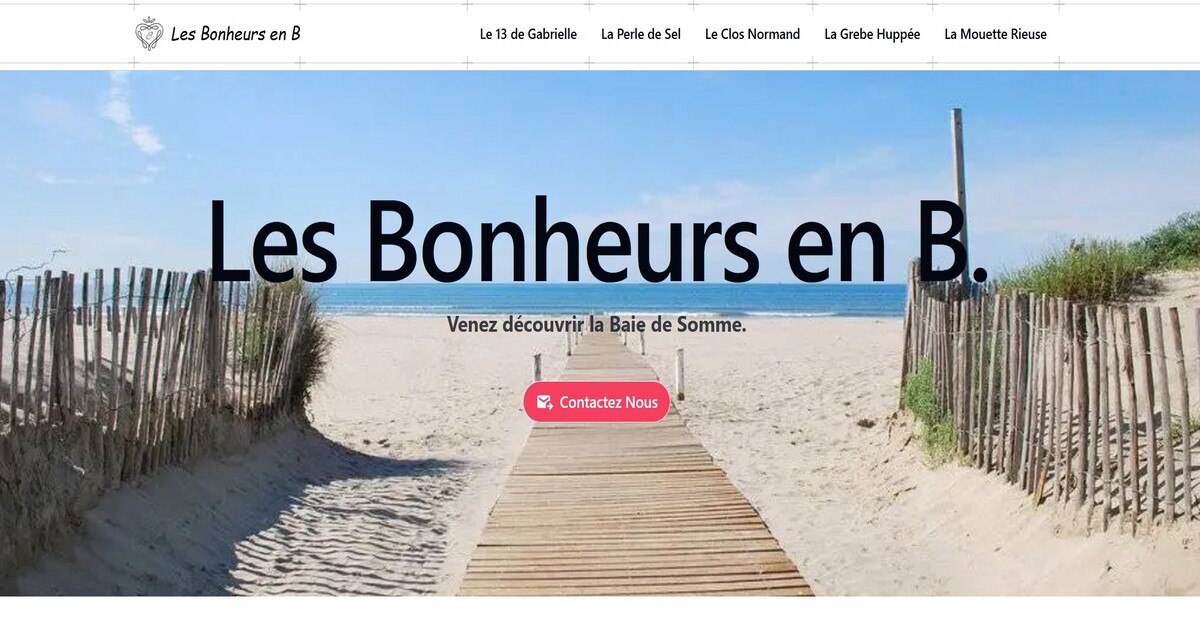 Les Bonheurs en B
Le 13 de Gabrielle
La Perle de Sel
Le Clos Normand
La Grebe Huppée
La Mouette Rieuse
Les Bonheurs en B.
Venez découvrir la Baie de Somme.
Contactez Nous